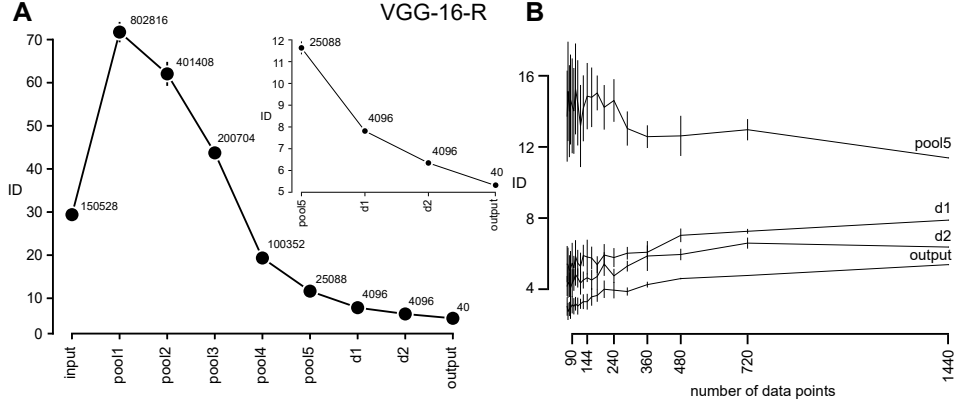 A
VGG-16-R
B
70
60
50
40
30
20
10
0
ID
802816
401408
200704
150528
100352
25088
4096
4096
40
input
pool1
pool2
pool3
pool4
pool5
d1
d2
output
12
11
10
9
8
7
6
5
ID
25088
4096
4096
40
pool5
d1
d2
output
16
12
8
4
ID
pool5
d1
d2
output
90
144
240
360
480
720
1440
number of data points